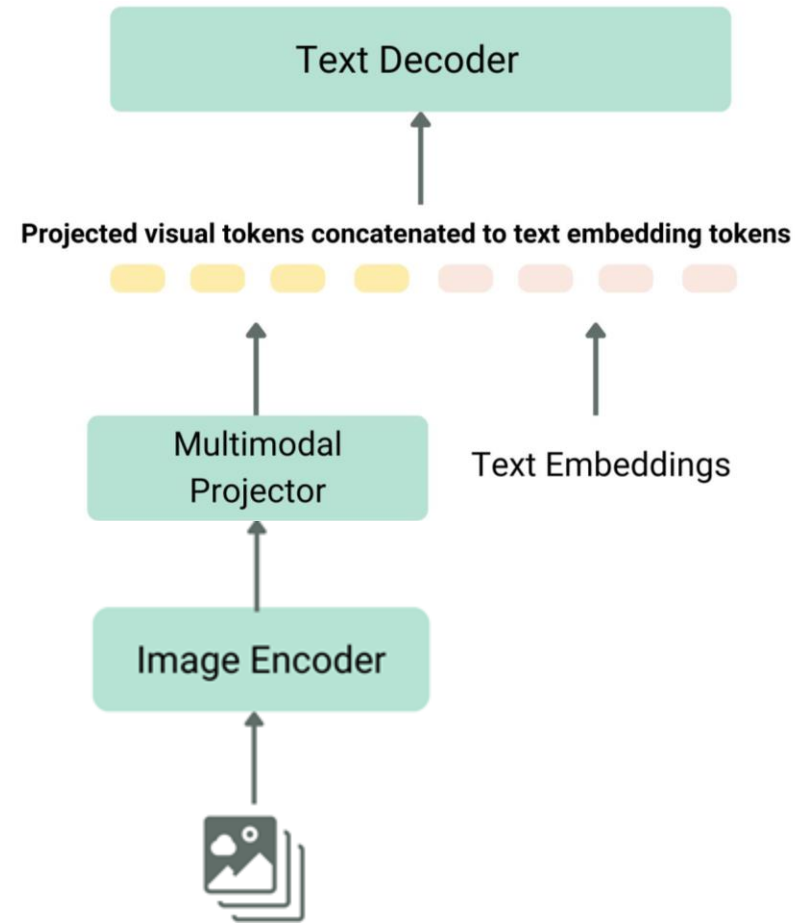 Text Decoder
Projected visual tokens concatenated to text embedding tokens
Multimodal
Projector
Text Embeddings
Image Encoder